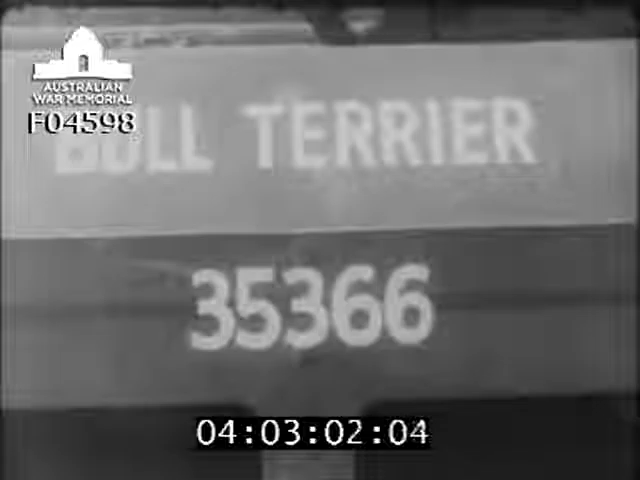 AUSTRALIAN
WAR MEMORIAL
F04598
BULL TERRIER
35366
04:03:02:04